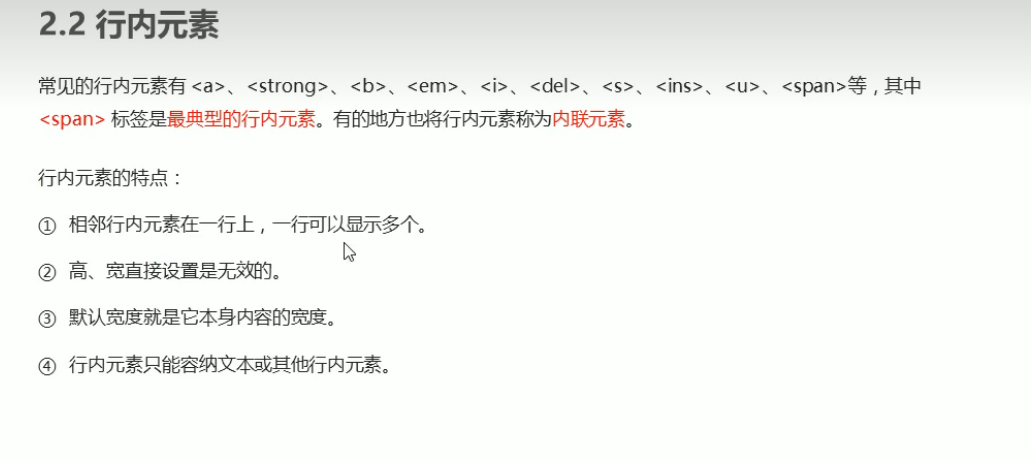 2.2 行内元素
常见的行内元素有 <a>、<strong>、<b>、<em>、<i>、<del>、<s>、<ins>、<u>、<span>等，其中
<span> 标签是最典型的行内元素。有的地方也将行内元素称为内联元素。
行内元素的特点：
① 相邻行内元素在一行上，一行可以显示多个。
② 高、宽直接设置是无效的。
③ 默认宽度就是它本身内容的宽度。
④ 行内元素只能容纳文本或其他行内元素。